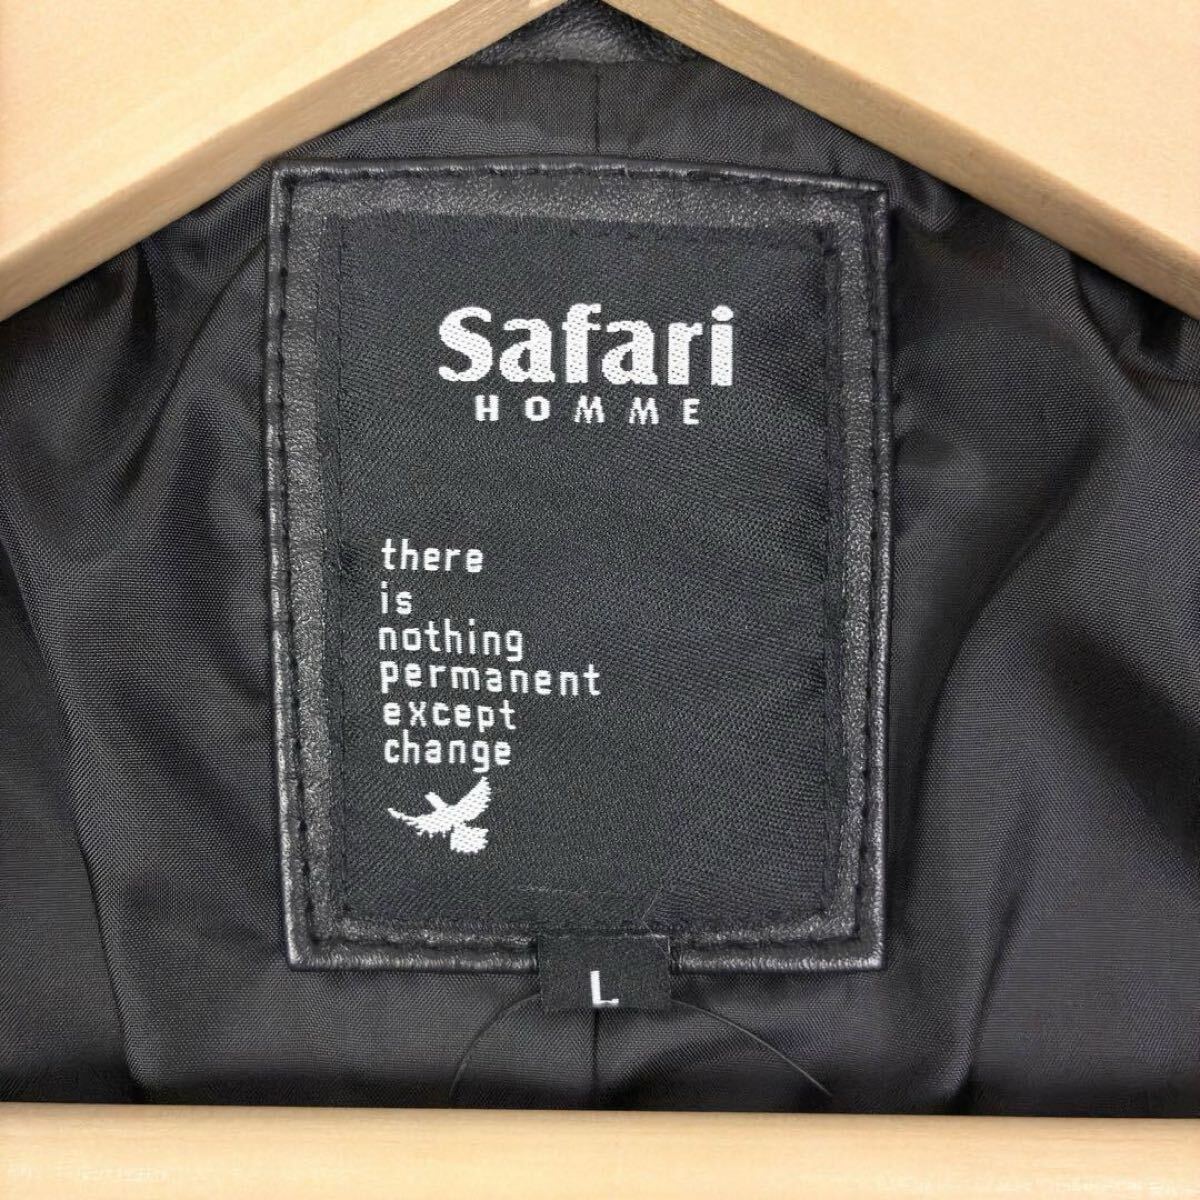 Safari
HOMME
there
is
nothing
permanent
except
change
L